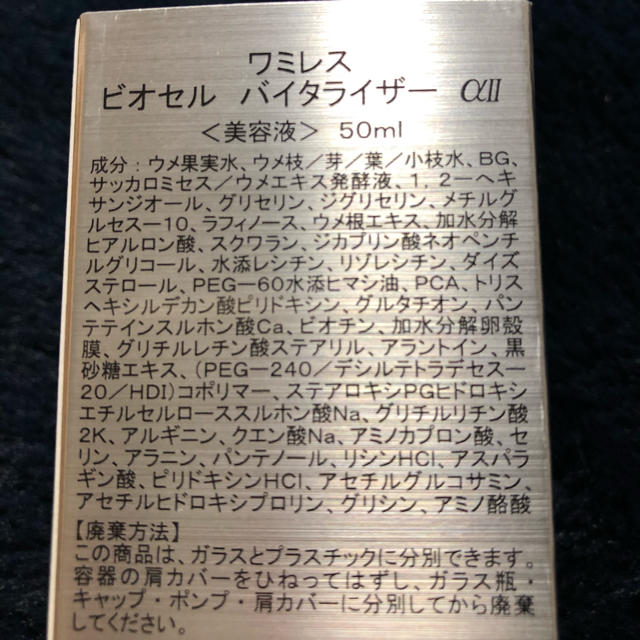 ワミレス
ビオセル バイタライザー αII
＜美容液＞ 50ml
成分：ウメ果実水、ウメ枝／芽／葉／小枝水、BG、
サッカロミセス／ウメエキス発酵液、1，2－ヘキ
サンジオール、グリセリン、ジグリセリン、メチルグ
ルセス－10、ラフィノース、ウメ根エキス、加水分解
ヒアルロン酸、スクワラン、ジカプリン酸ネオペンチ
ルグリコール、水添レシチン、リゾレシチン、ダイズ
ステロール、PEG－60水添ヒマシ油、PCA、トリス
ヘキシルデカン酸ピリドキシン、グルタチオン、パン
テテインスルホン酸Ca、ビオチン、加水分解卵殻
膜、グリチルレチン酸ステアリル、アラントイン、黒
砂糖エキス、（PEG－240／デシルテトラデセス－
20／HDI）コポリマー、ステアロキシPGヒドロキシ
エチルセルローススルホン酸Na、グリチルリチン酸
2K、アルギニン、クエン酸Na、アミノカプロン酸、セ
リン、アラニン、パンテノール、リシンHCl、アスパラ
ギン酸、ピリドキシンHCl、アセチルグルコサミン、
アセチルヒドロキシプロリン、グリシン、アミノ酪酸
【廃棄方法】
この商品は、ガラスとプラスチックに分別できます。
容器の肩カバーをひねってはずし、ガラス瓶・
キャップ・ポンプ・肩カバーに分別してから廃棄
してください。